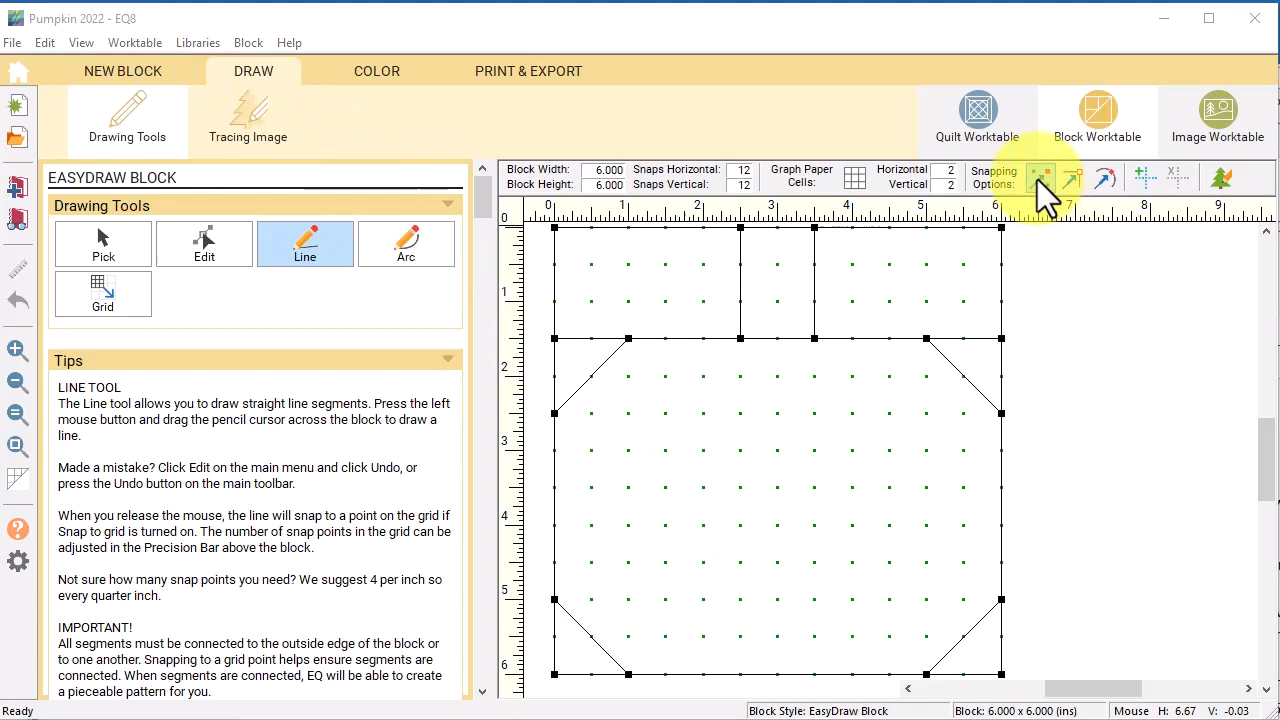 Pumpkin 2022 - EQ8
File Edit View Worktable Libraries Block Help
NEW BLOCK DRAW COLOR PRINT & EXPORT
Drawing Tools Tracing Image Quilt Worktable Block Worktable Image Worktable
EASYDRAW BLOCK
Drawing Tools
Pick Edit Line Arc
Grid
Tips
LINE TOOL
The Line tool allows you to draw straight line segments. Press the left
mouse button and drag the pencil cursor across the block to draw a
line.
Made a mistake? Click Edit on the main menu and click Undo, or
press the Undo button on the main toolbar.
When you release the mouse, the line will snap to a point on the grid if
Snap to grid is turned on. The number of snap points in the grid can be
adjusted in the Precision Bar above the block.
Not sure how many snap points you need? We suggest 4 per inch so
every quarter inch.
IMPORTANT!
All segments must be connected to the outside edge of the block or
to one another. Snapping to a grid point helps ensure segments are
connected. When segments are connected, EQ will be able to create
a pieceable pattern for you.
Block Width: 6.000 Snaps Horizontal: 12 Graph Paper Horizontal 2 Snapping
Block Height: 6.000 Snaps Vertical: 12 Cells: Vertical 2 Options:
0 1 2 3 4 5 6 7 8 9
0
1
2
3
4
5
6
Ready Block Style: EasyDraw Block Block: 6.000 x 6.000 (ins) Mouse H: 6.67 V: -0.03